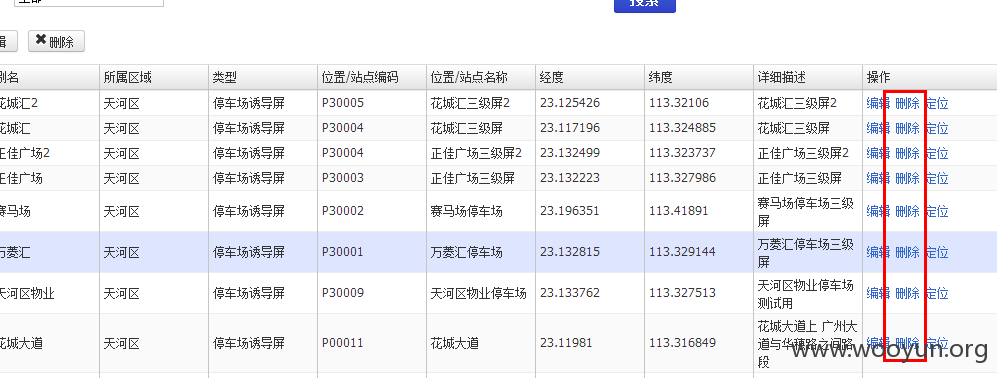 全部
搜索
辑 删除
别名 所属区域 类型 位置/站点编码 位置/站点名称 经度 纬度 详细描述 操作
花城汇2 天河区 停车场诱导屏 P30005 花城汇三级屏2 23.125426 113.32106 花城汇三级屏2 编辑 删除 定位
花城汇 天河区 停车场诱导屏 P30004 花城汇三级屏 23.117196 113.324885 花城汇三级屏 编辑 删除 定位
正佳广场2 天河区 停车场诱导屏 P30004 正佳广场三级屏2 23.132499 113.323737 正佳广场三级屏2 编辑 删除 定位
正佳广场 天河区 停车场诱导屏 P30003 正佳广场三级屏 23.132223 113.327986 正佳广场三级屏 编辑 删除 定位
赛马场 天河区 停车场诱导屏 P30002 赛马场停车场 23.196351 113.41891 赛马场停车场三级
屏 编辑 删除 定位
万菱汇 天河区 停车场诱导屏 P30001 万菱汇停车场 23.132815 113.329144 万菱汇停车场三级
屏 编辑 删除 定位
天河区物业 天河区 停车场诱导屏 P30009 天河区物业停车场 23.133762 113.327513 天河区物业停车场
测试用 编辑 删除 定位
花城大道 天河区 停车场诱导屏 P00011 花城大道 23.11981 113.316849 花城大道上 广州大
道与华穗路之间路
段 编辑 删除 定位
www.wooyun.org